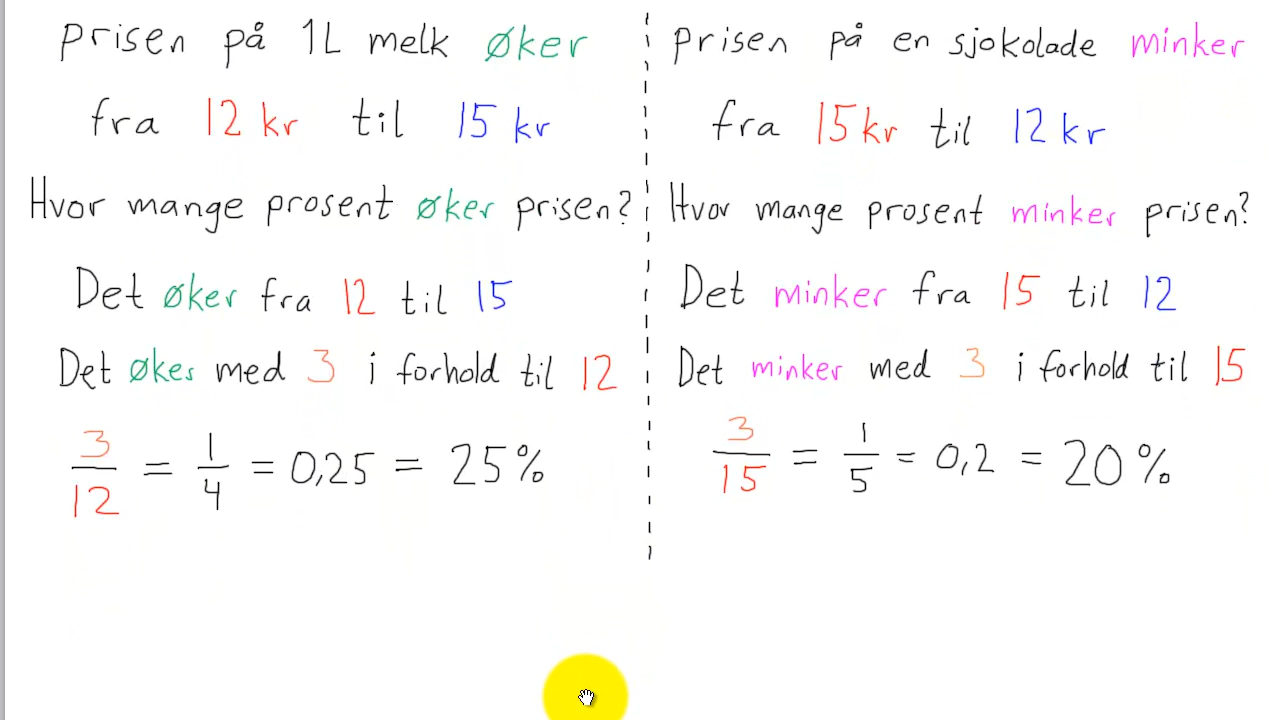 prisen på 1L melk øker
fra 12 kr til 15 kr
Hvor mange prosent øker prisen?
Det øker fra 12 til 15
Det økes med 3 i forhold til 12
3/12 = 1/4 = 0,25 = 25%
prisen på en sjokolade minker
fra 15 kr til 12 kr
Hvor mange prosent minker prisen?
Det minker fra 15 til 12
Det minker med 3 i forhold til 15
3/15 = 1/5 = 0,2 = 20%